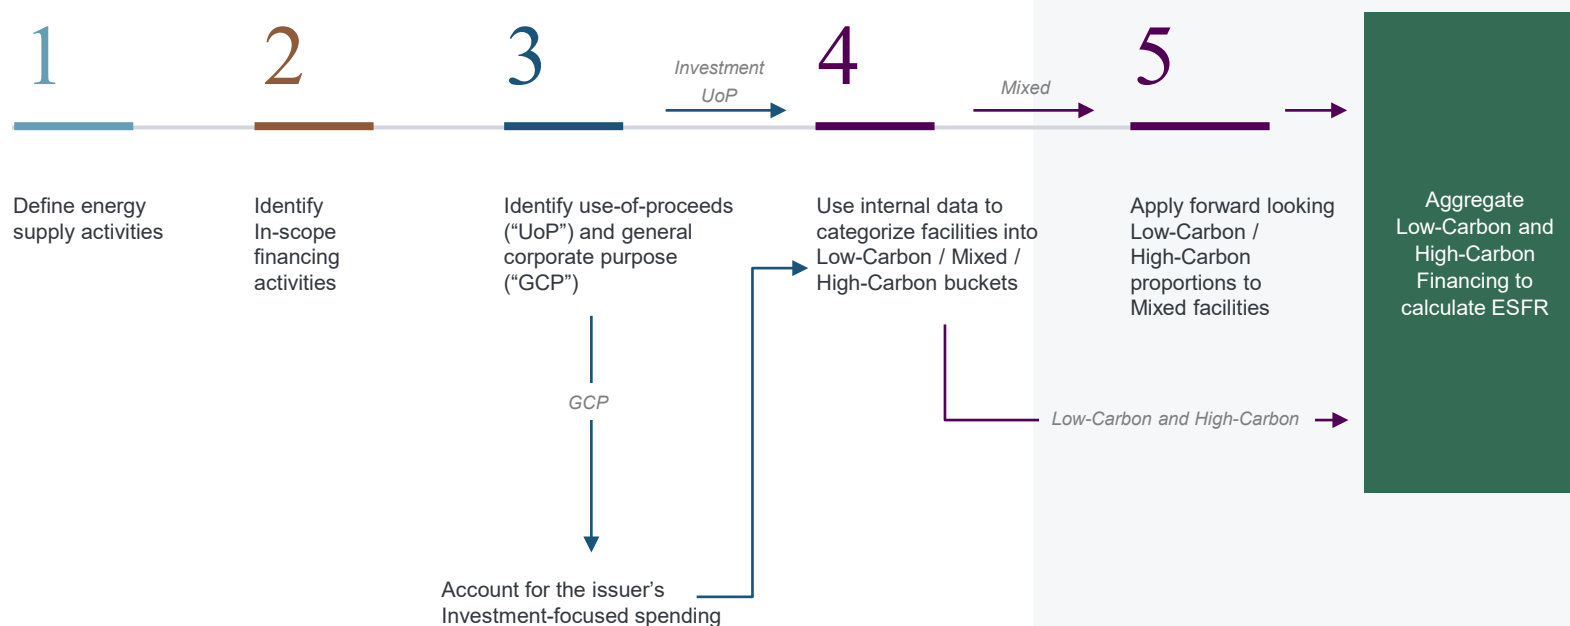 1
2
3
4
5
Investment
UoP
Mixed
Define energy
supply activities
Identify
In-scope
financing
activities
Identify use-of-proceeds
(“UoP”) and general
corporate purpose
(“GCP”)
Use internal data to
categorize facilities into
Low-Carbon / Mixed /
High-Carbon buckets
Apply forward looking
Low-Carbon /
High-Carbon
proportions to
Mixed facilities
Aggregate
Low-Carbon and
High-Carbon
Financing to
calculate ESFR
GCP
Low-Carbon and High-Carbon
Account for the issuer’s
Investment-focused spending